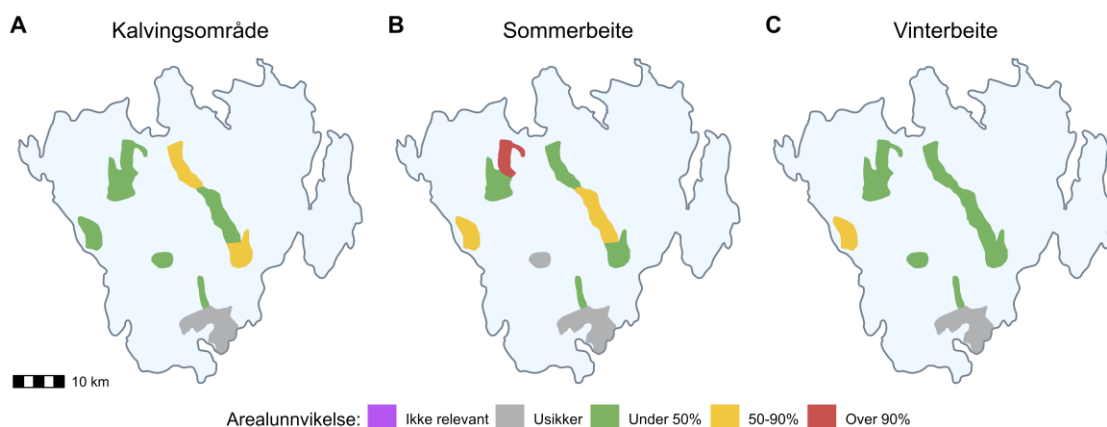 A Kalvingsområde
B Sommerbeite
C Vinterbeite
10 km
Arealunnvikelse: Ikke relevant Usikker Under 50% 50-90% Over 90%